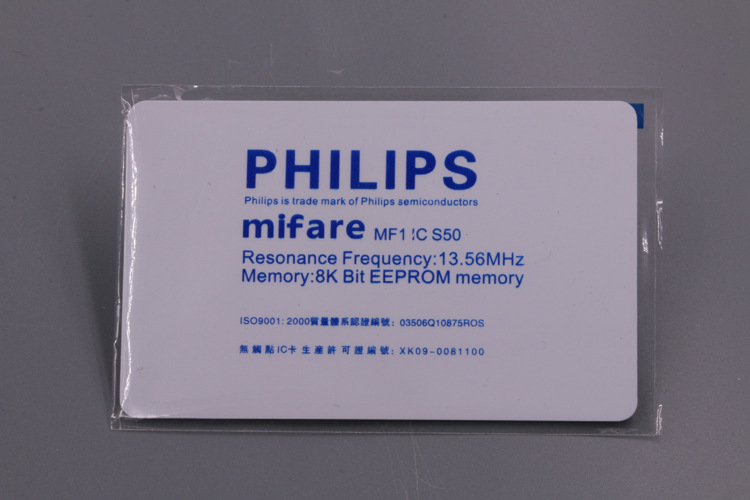 PHILIPS
Philips is trade mark of Philips semiconductors
mifare MF1 IC S50
Resonance Frequency:13.56MHz
Memory:8K Bit EEPROM memory
ISO9001:2000質量體系認證編號: 03506Q10875ROS
無觸點IC卡生産許可證編號: XK09-0081100